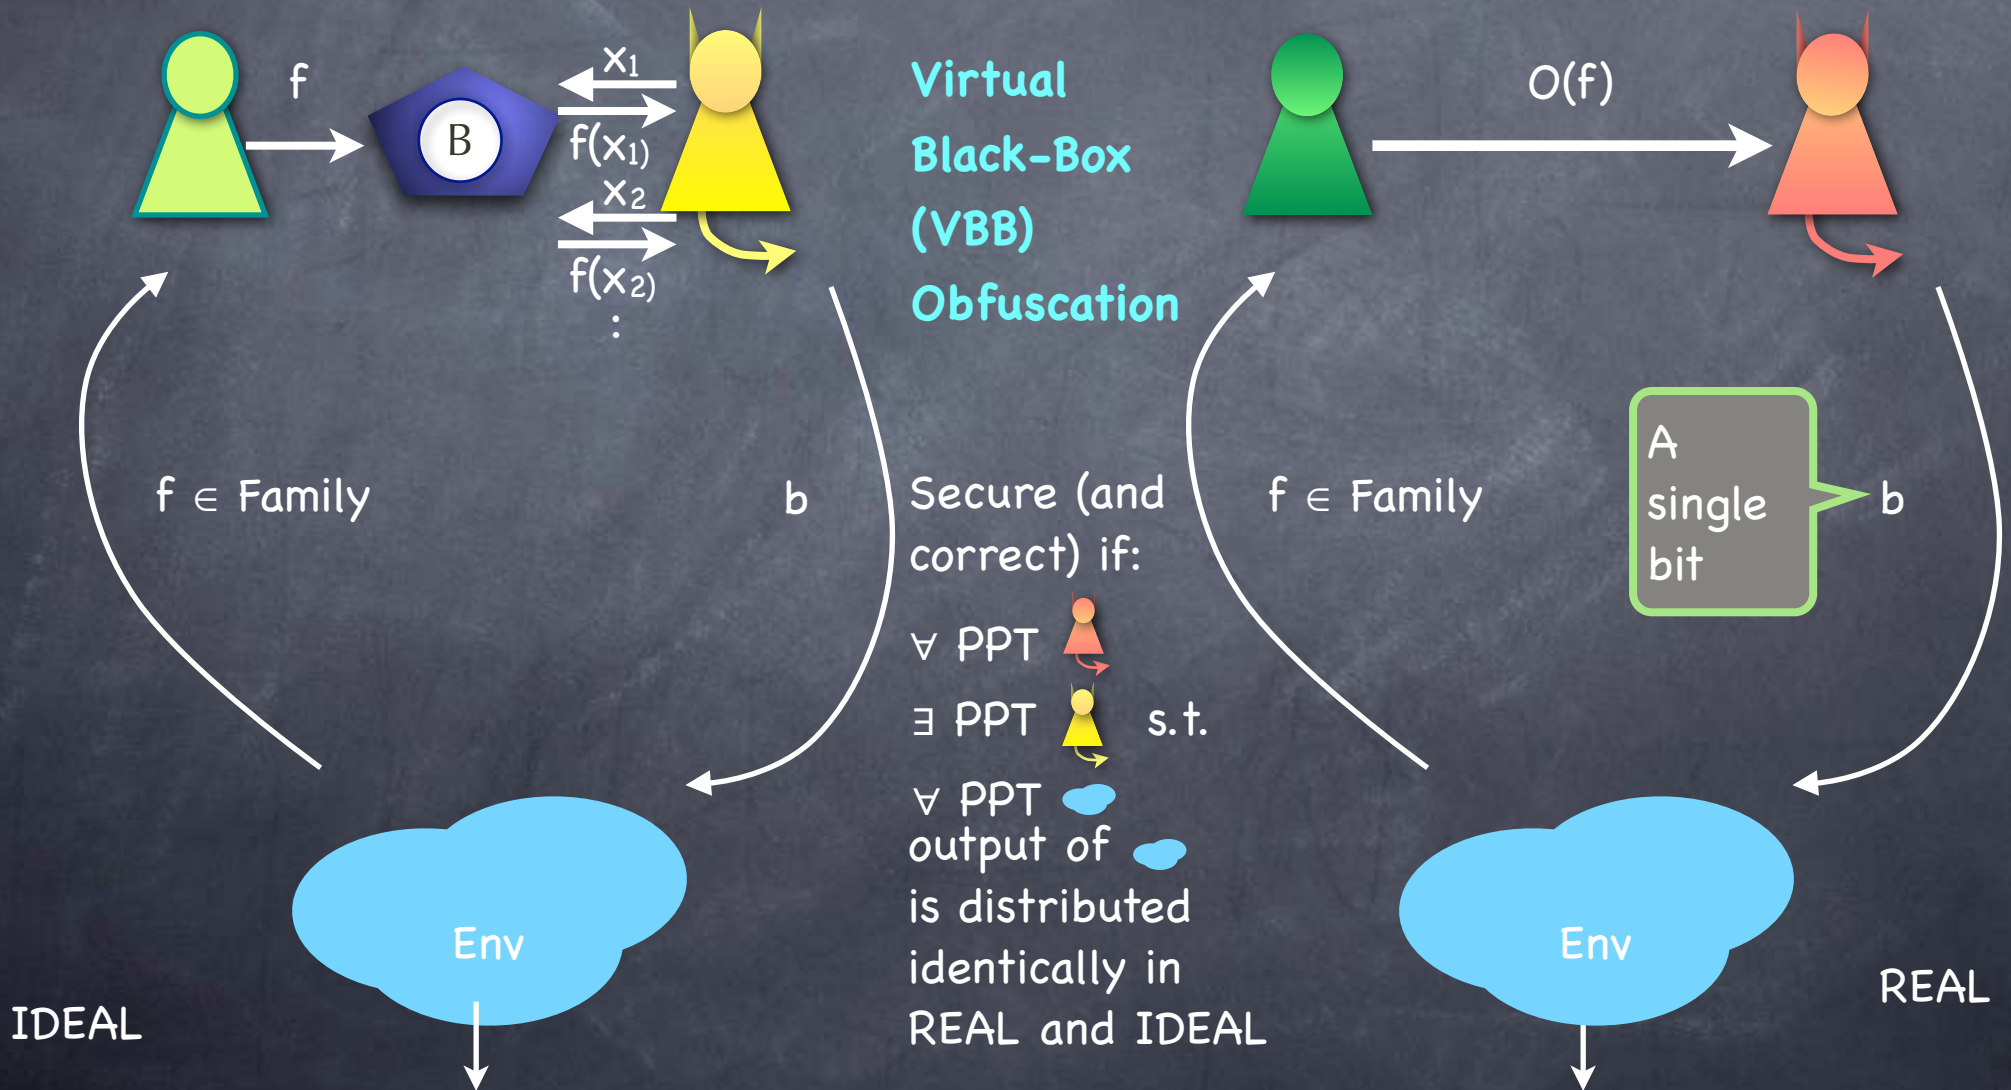 f
B
x1
f(x1)
x2
f(x2)
:
Virtual
Black-Box
(VBB)
Obfuscation
O(f)
f ∈ Family
b
Secure (and
correct) if:
∀ PPT
∃ PPT s.t.
∀ PPT
output of
is distributed
identically in
REAL and IDEAL
f ∈ Family
A
single
bit
b
Env
Env
IDEAL
REAL